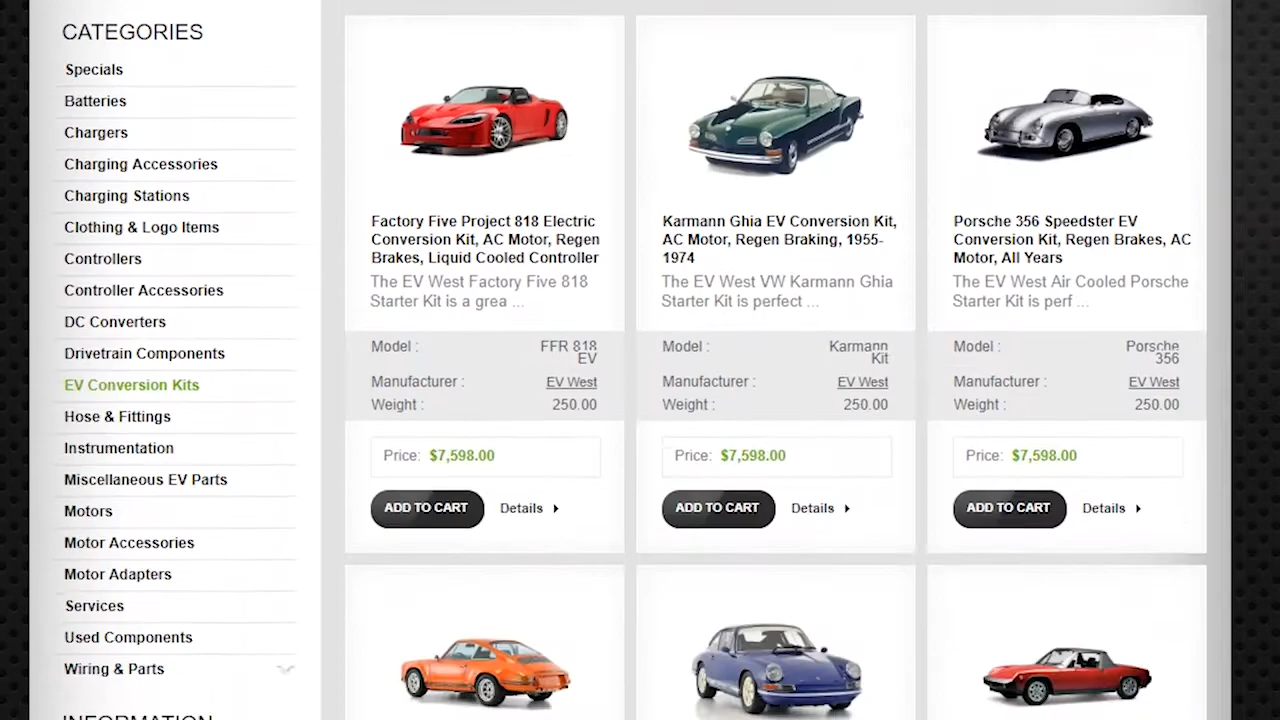 CATEGORIES
Specials
Batteries
Chargers
Charging Accessories
Charging Stations
Clothing & Logo Items
Controllers
Controller Accessories
DC Converters
Drivetrain Components
EV Conversion Kits
Hose & Fittings
Instrumentation
Miscellaneous EV Parts
Motors
Motor Accessories
Motor Adapters
Services
Used Components
Wiring & Parts
INFORMATION
Factory Five Project 818 Electric
Conversion Kit, AC Motor, Regen
Brakes, Liquid Cooled Controller
The EV West Factory Five 818
Starter Kit is a grea ...
Model : FFR 818
EV
Manufacturer : EV West
Weight : 250.00
Price: $7,598.00
ADD TO CART Details
Karmann Ghia EV Conversion Kit,
AC Motor, Regen Braking, 1955-
1974
The EV West VW Karmann Ghia
Starter Kit is perfect ...
Model : Karmann
Kit
Manufacturer : EV West
Weight : 250.00
Price: $7,598.00
ADD TO CART Details
Porsche 356 Speedster EV
Conversion Kit, Regen Brakes, AC
Motor, All Years
The EV West Air Cooled Porsche
Starter Kit is perf ...
Model : Porsche
356
Manufacturer : EV West
Weight : 250.00
Price: $7,598.00
ADD TO CART Details